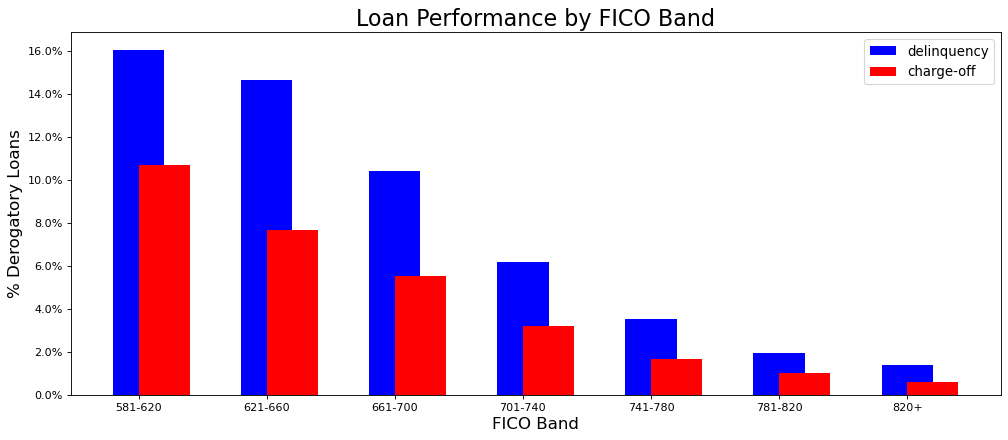 Loan Performance by FICO Band
% Derogatory Loans
16.0%
14.0%
12.0%
10.0%
8.0%
6.0%
4.0%
2.0%
0.0%
delinquency
charge-off
581-620 621-660 661-700 701-740 741-780 781-820 820+
FICO Band